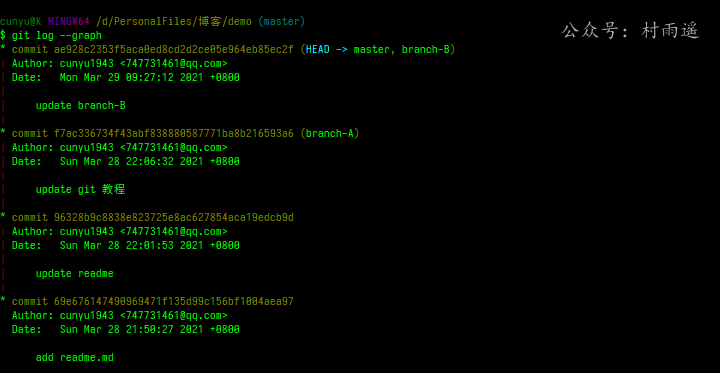 cunyu@K MINGW64 /d/PersonalFiles/博客/demo (master)
公众号: 村雨遥
$ git log --graph
* commit ae928c2353f5aca0ed8cd2d2ce05e964eb85ec2f (HEAD -> master, branch-B)
| Author: cunyu1943 <747731461@qq.com>
| Date:   Mon Mar 29 09:27:12 2021 +0800
|
|     update branch-B
|
* commit f7ac336734f43abf838880587771ba8b216593a6 (branch-A)
| Author: cunyu1943 <747731461@qq.com>
| Date:   Sun Mar 28 22:06:32 2021 +0800
|
|     update git 教程
|
* commit 96328b9c8838e823725e8ac627854aca19edcb9d
| Author: cunyu1943 <747731461@qq.com>
| Date:   Sun Mar 28 22:01:53 2021 +0800
|
|     update readme
|
* commit 69e676147490969471f135d99c156bf1004aea97
  Author: cunyu1943 <747731461@qq.com>
  Date:   Sun Mar 28 21:50:27 2021 +0800

      add readme.md